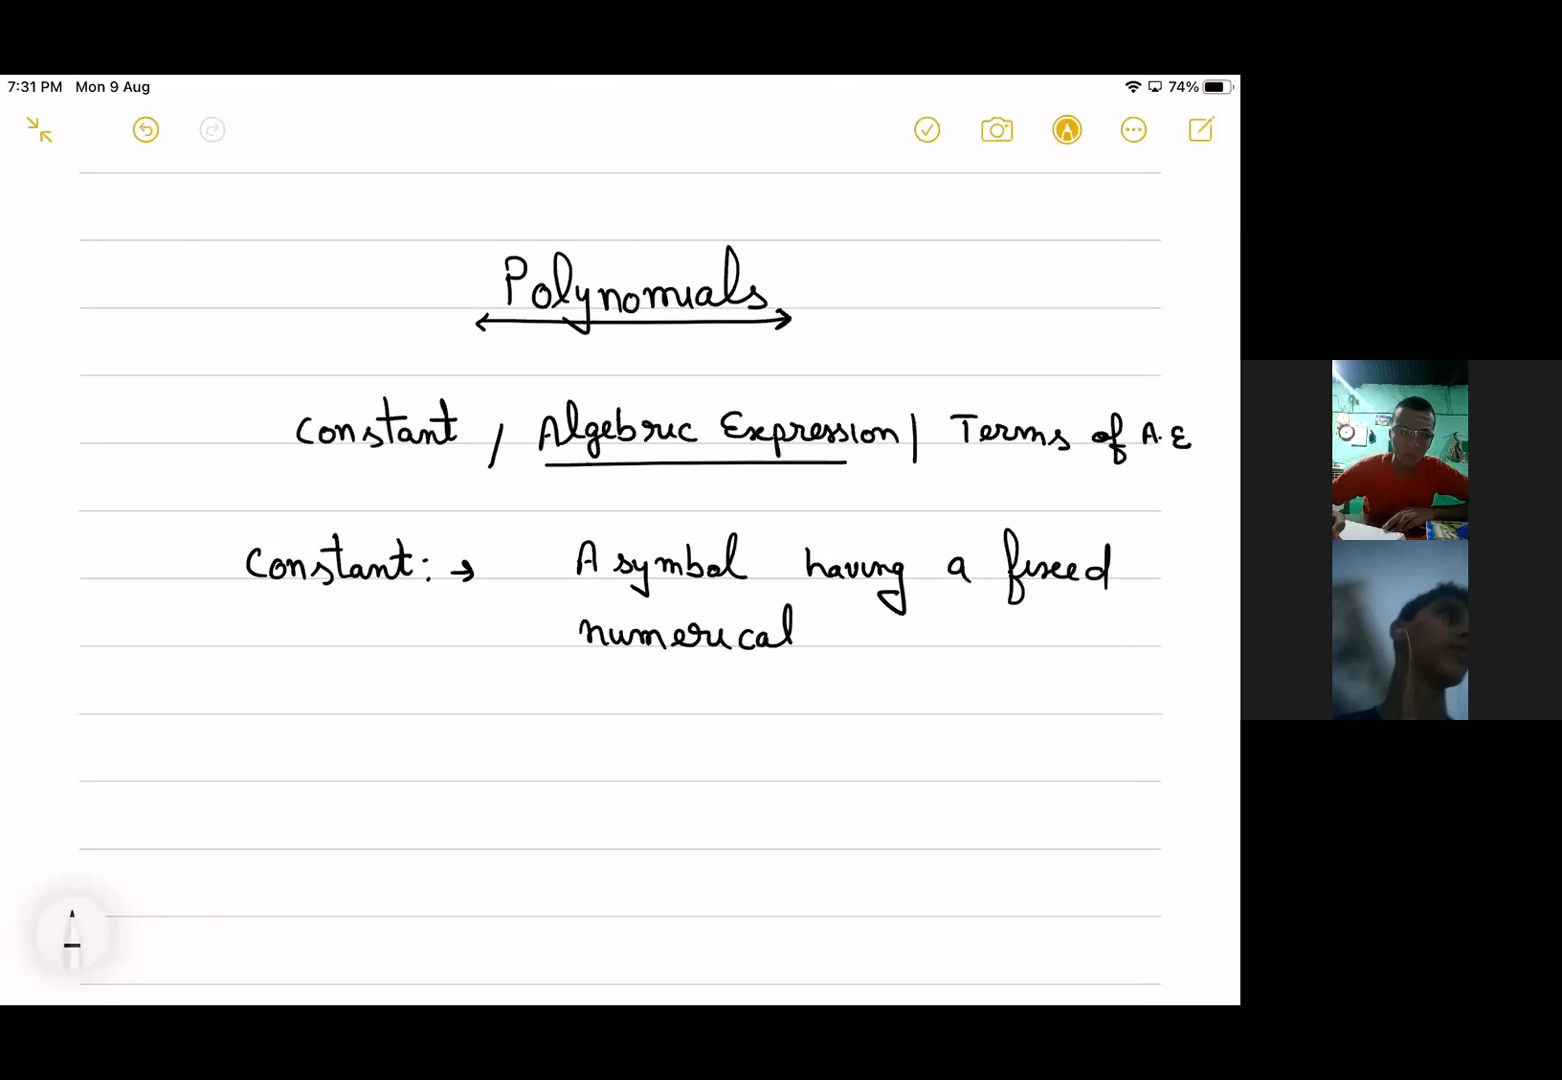 7:31 PM Mon 9 Aug 74%
Polynomials
Constant / Algebric Expression | Terms of A.E
Constant: → A symbol having a fixed
numerical